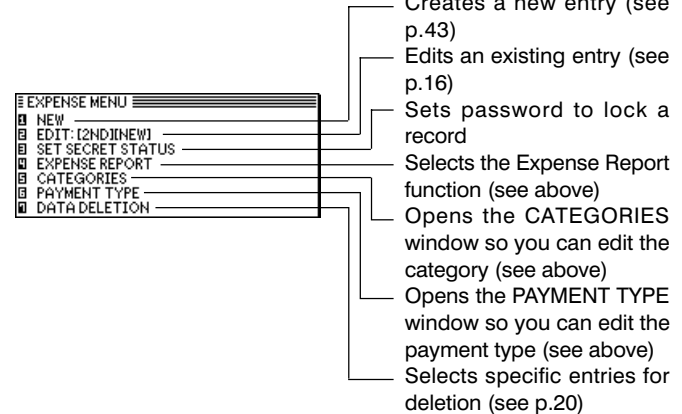 Creates a new entry (see
p.43)
Edits an existing entry (see
p.16)
EXPENSE MENU
1 NEW
2 EDIT: [2ND][NEW]
3 SET SECRET STATUS
4 EXPENSE REPORT
5 CATEGORIES
6 PAYMENT TYPE
7 DATA DELETION
Sets password to lock a
record
Selects the Expense Report
function (see above)
Opens the CATEGORIES
window so you can edit the
category (see above)
Opens the PAYMENT TYPE
window so you can edit the
payment type (see above)
Selects specific entries for
deletion (see p.20)